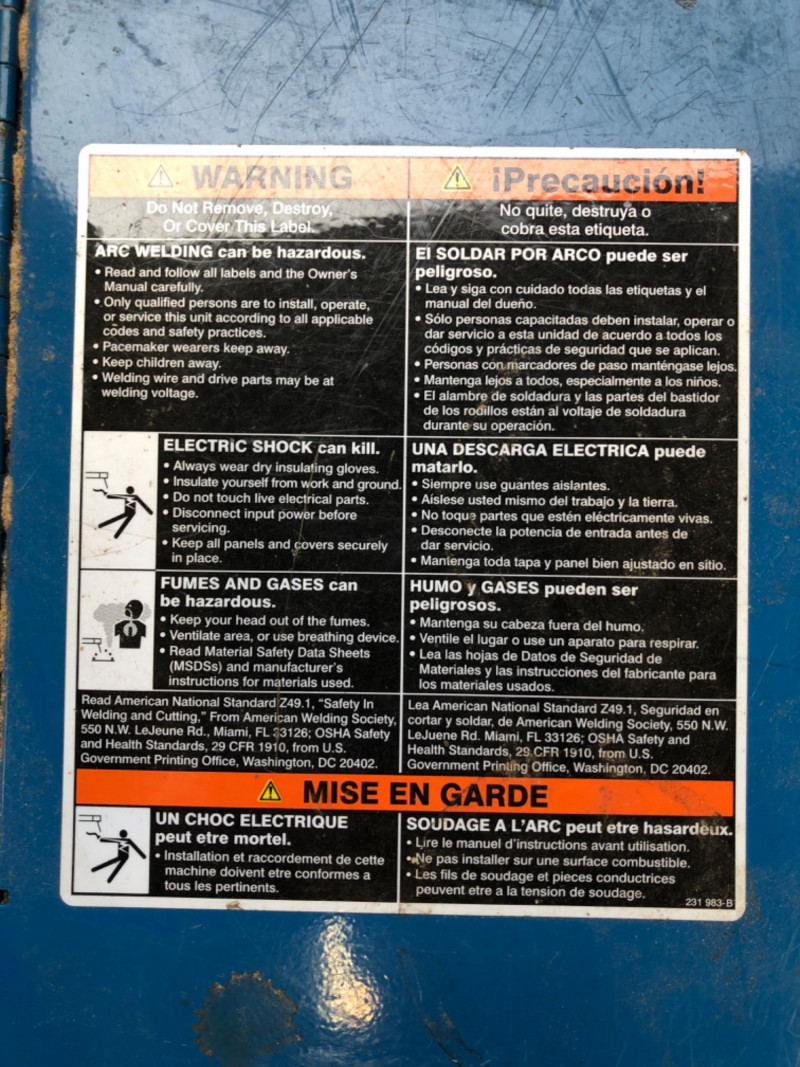 WARNING
Do Not Remove, Destroy,
Or Cover This Label.
ARC WELDING can be hazardous.
• Read and follow all labels and the Owner's
Manual carefully.
• Only qualified persons are to install, operate,
or service this unit according to all applicable
codes and safety practices.
• Pacemaker wearers keep away.
• Keep children away.
• Welding wire and drive parts may be at
welding voltage.
ELECTRIC SHOCK can kill.
• Always wear dry insulating gloves.
• Insulate yourself from work and ground.
• Do not touch live electrical parts.
• Disconnect input power before
servicing.
• Keep all panels and covers securely
in place.
FUMES AND GASES can
be hazardous.
• Keep your head out of the fumes.
• Ventilate area, or use breathing device.
• Read Material Safety Data Sheets
(MSDSs) and manufacturer's
instructions for materials used.
Read American National Standard Z49.1, "Safety In
Welding and Cutting," From American Welding Society,
550 N.W. LeJeune Rd., Miami, FL 33126; OSHA Safety
and Health Standards, 29 CFR 1910, from U.S.
Government Printing Office, Washington, DC 20402.
¡Precaución!
No quite, destruya o
cobra esta etiqueta.
El SOLDAR POR ARCO puede ser
peligroso.
• Lea y siga con cuidado todas las etiquetas y el
manual del dueño.
• Sólo personas capacitadas deben instalar, operar o
dar servicio a esta unidad de acuerdo a todos los
códigos y prácticas de seguridad que se aplican.
• Personas con marcadores de paso manténgase lejos.
• Mantenga lejos a todos, especialmente a los niños.
• El alambre de soldadura y las partes del bastidor
de los rodillos están al voltaje de soldadura
durante su operación.
UNA DESCARGA ELECTRICA puede
matarlo.
• Siempre use guantes aislantes.
• Aíslese usted mismo del trabajo y la tierra.
• No toque partes que estén eléctricamente vivas.
• Desconecte la potencia de entrada antes de
dar servicio.
• Mantenga toda tapa y panel bien ajustado en sitio.
HUMO y GASES pueden ser
peligrosos.
• Mantenga su cabeza fuera del humo.
• Ventile el lugar o use un aparato para respirar.
• Lea las hojas de Datos de Seguridad de
Materiales y las instrucciones del fabricante para
los materiales usados.
Lea American National Standard Z49.1, Seguridad en
cortar y soldar, de American Welding Society, 550 N.W.
LeJuene Rd. Miami, FL 33126; OSHA Safety and
Health Standards, 29 CFR 1910, from U.S.
Government Printing Office, Washington, DC 20402.
MISE EN GARDE
UN CHOC ELECTRIQUE
peut etre mortel.
• Installation et raccordement de cette
machine doivent etre conformes a
tous les pertinents.
SOUDAGE A L'ARC peut etre hasardeux.
• Lire le manuel d'instructions avant utilisation.
• Ne pas installer sur une surface combustible.
• Les fils de soudage et pieces conductrices
peuvent etre a la tension de soudage.
231 983-B